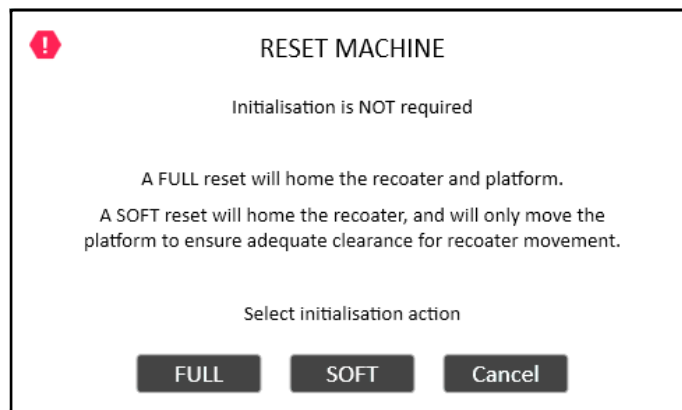 !
RESET MACHINE
Initialisation is NOT required
A FULL reset will home the recoater and platform.
A SOFT reset will home the recoater, and will only move the
platform to ensure adequate clearance for recoater movement.
Select initialisation action
FULL SOFT Cancel